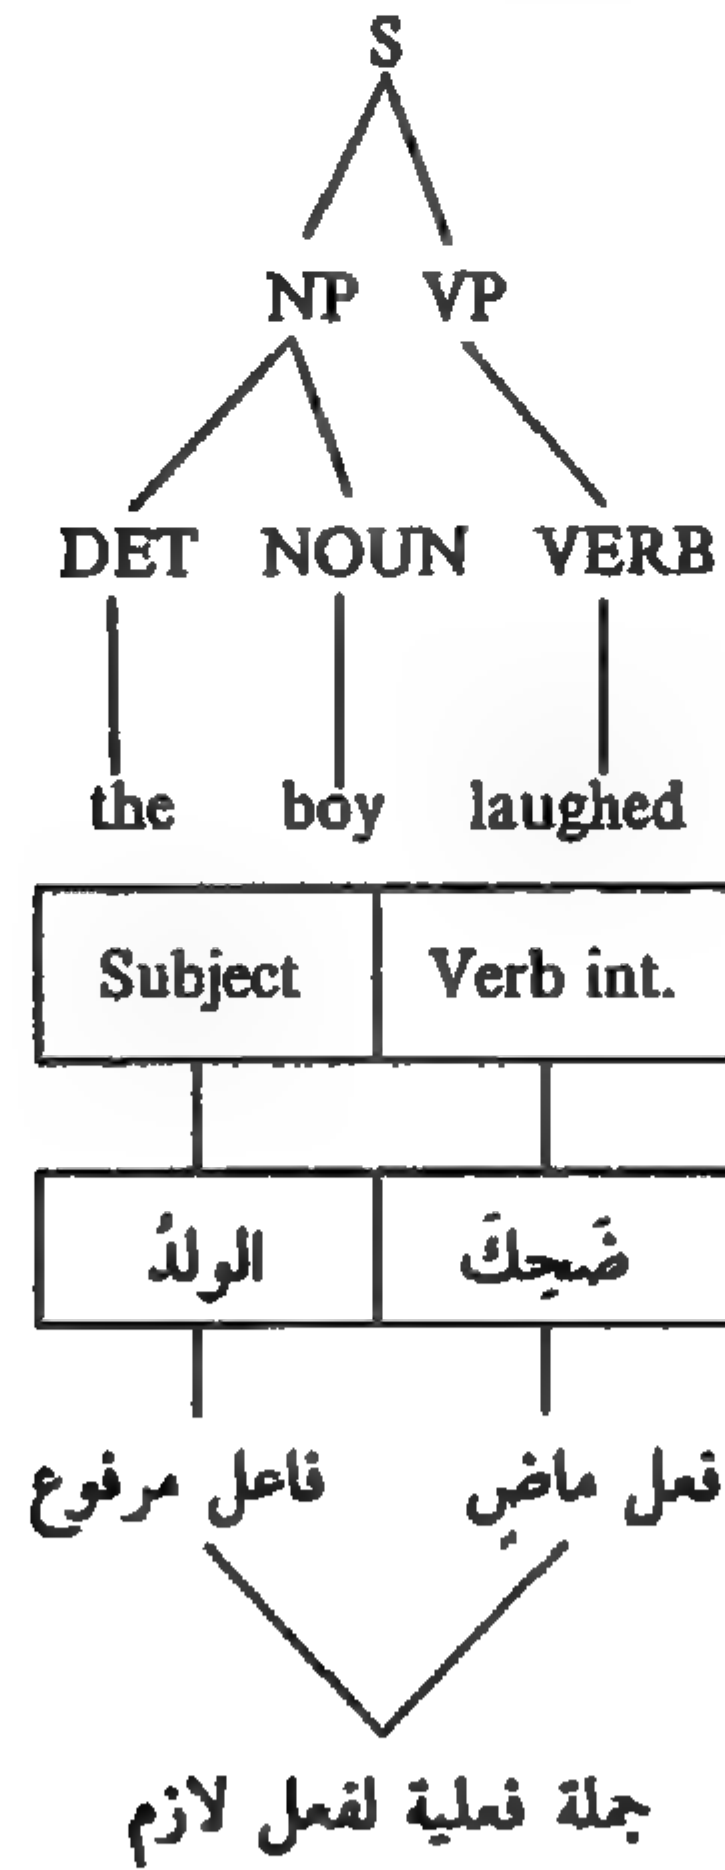 S
NP VP
DET NOUN VERB
the boy laughed
Subject Verb int.
ضَحِكَ الولدُ
فعل ماضٍ فاعل مرفوع
جملة فعلية لفعل لازم